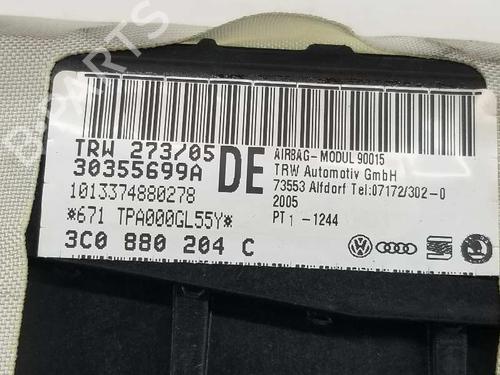 B-PARTS
TRW 273/05
30355699A
1013374880278
*671 TPA000GL55Y*
3C0 880 204 C
DE
AIRBAG-MODUL 90015
TRW Automotiv GmbH
73553 Alfdorf Tel:07172/302-0
2005
PT1 -1244